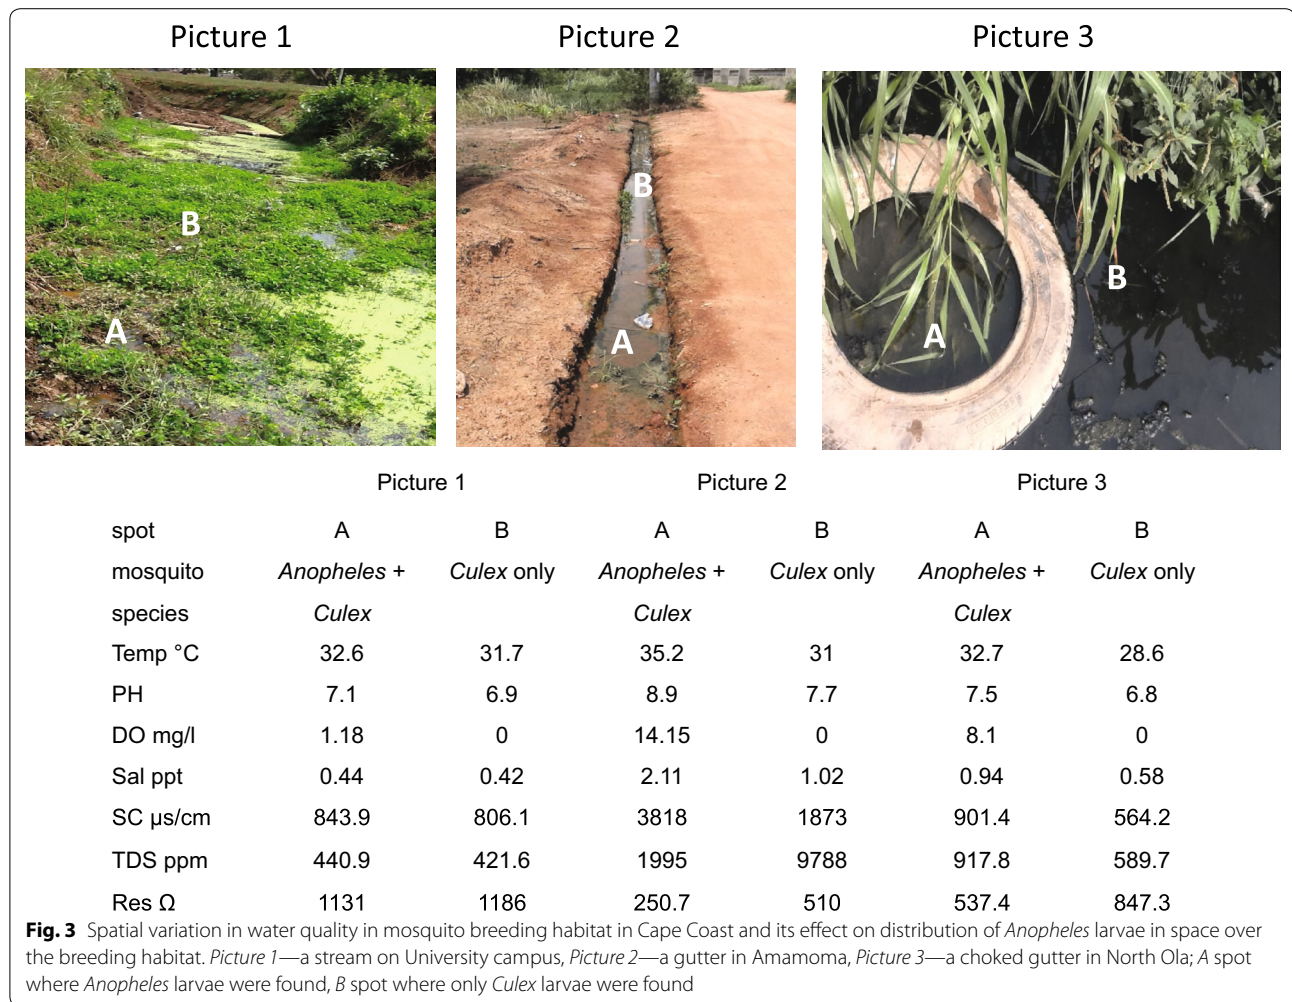 Picture 1 Picture 2 Picture 3
B
A
B
A
B
A
Picture 1 Picture 2 Picture 3
spot A B A B A B
mosquito Anopheles + Culex only Anopheles + Culex only Anopheles + Culex only
species Culex Culex Culex
Temp °C 32.6 31.7 35.2 31 32.7 28.6
PH 7.1 6.9 8.9 7.7 7.5 6.8
DO mg/l 1.18 0 14.15 0 8.1 0
Sal ppt 0.44 0.42 2.11 1.02 0.94 0.58
SC µs/cm 843.9 806.1 3818 1873 901.4 564.2
TDS ppm 440.9 421.6 1995 9788 917.8 589.7
Res Ω 1131 1186 250.7 510 537.4 847.3
Fig. 3 Spatial variation in water quality in mosquito breeding habitat in Cape Coast and its effect on distribution of Anopheles larvae in space over
the breeding habitat. Picture 1—a stream on University campus, Picture 2—a gutter in Amamoma, Picture 3—a choked gutter in North Ola; A spot
where Anopheles larvae were found, B spot where only Culex larvae were found